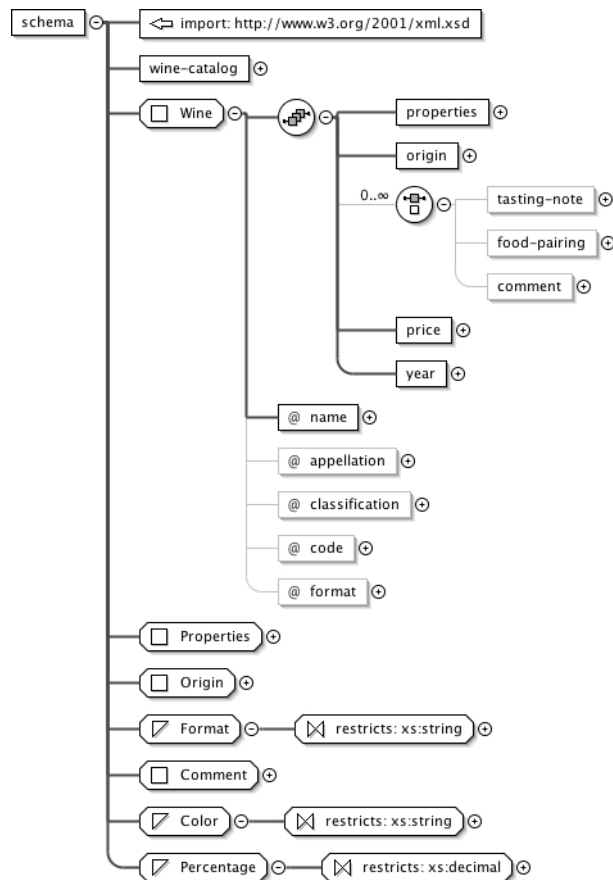 schema
import: http://www.w3.org/2001/xml.xsd
wine-catalog
Wine
properties
origin
0..∞
tasting-note
food-pairing
comment
price
year
@ name
@ appellation
@ classification
@ code
@ format
Properties
Origin
Format
restricts: xs:string
Comment
Color
restricts: xs:string
Percentage
restricts: xs:decimal